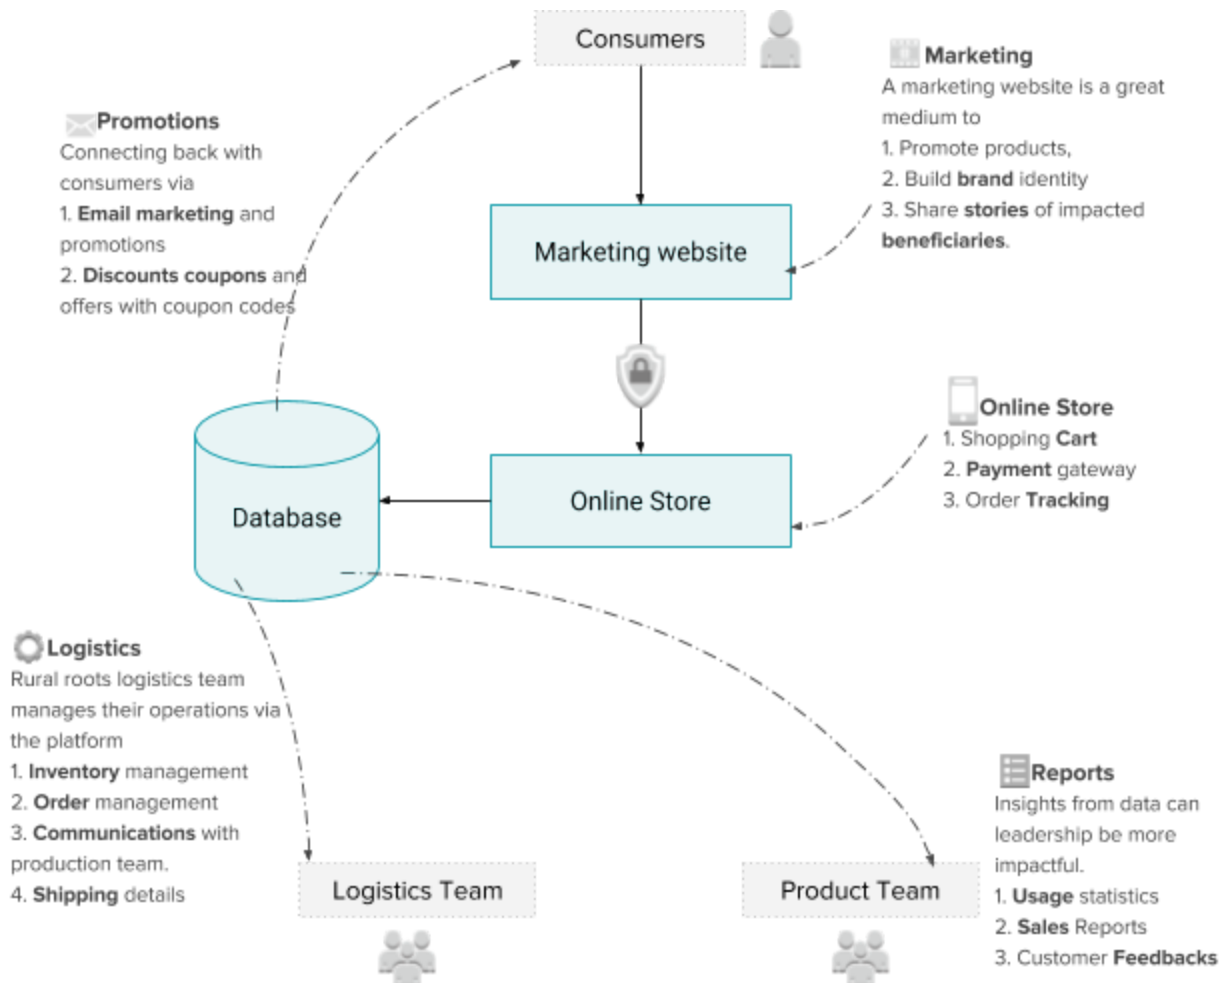 Consumers
Marketing
A marketing website is a great
medium to
1. Promote products,
2. Build brand identity
3. Share stories of impacted
beneficiaries.
Promotions
Connecting back with
consumers via
1. Email marketing and
promotions
2. Discounts coupons and
offers with coupon codes
Marketing website
Online Store
1. Shopping Cart
2. Payment gateway
3. Order Tracking
Online Store
Database
Logistics
Rural roots logistics team
manages their operations via
the platform
1. Inventory management
2. Order management
3. Communications with
production team.
4. Shipping details
Reports
Insights from data can
leadership be more
impactful.
1. Usage statistics
2. Sales Reports
3. Customer Feedbacks
Logistics Team
Product Team